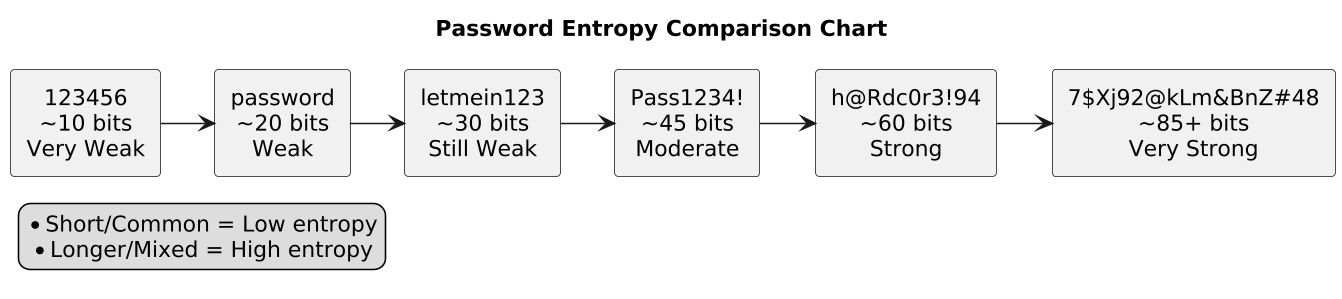 Password Entropy Comparison Chart
123456
~10 bits
Very Weak
password
~20 bits
Weak
letmein123
~30 bits
Still Weak
Pass1234!
~45 bits
Moderate
h@Rdc0r3!94
~60 bits
Strong
7$Xj92@kLm&BnZ#48
~85+ bits
Very Strong
• Short/Common = Low entropy
• Longer/Mixed = High entropy